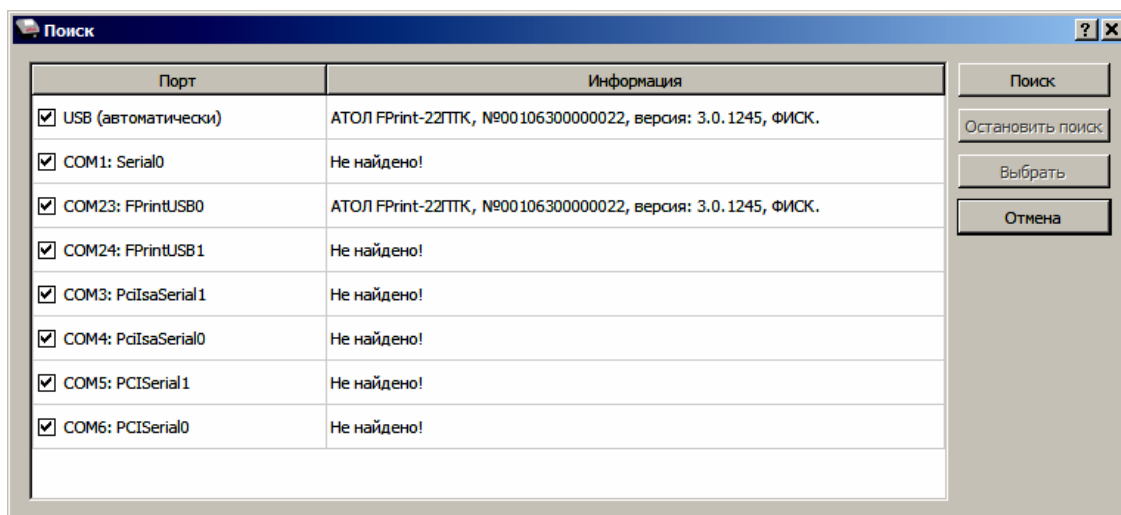 Поиск
Порт Информация
USB (автоматически) АТОЛ FPrint-22ПТК, №00106300000022, версия: 3.0.1245, ФИСК.
COM1: Serial0 Не найдено!
COM23: FPrintUSB0 АТОЛ FPrint-22ПТК, №00106300000022, версия: 3.0.1245, ФИСК.
COM24: FPrintUSB1 Не найдено!
COM3: PciIsaSerial1 Не найдено!
COM4: PciIsaSerial0 Не найдено!
COM5: PCISerial1 Не найдено!
COM6: PCISerial0 Не найдено!
Поиск
Остановить поиск
Выбрать
Отмена